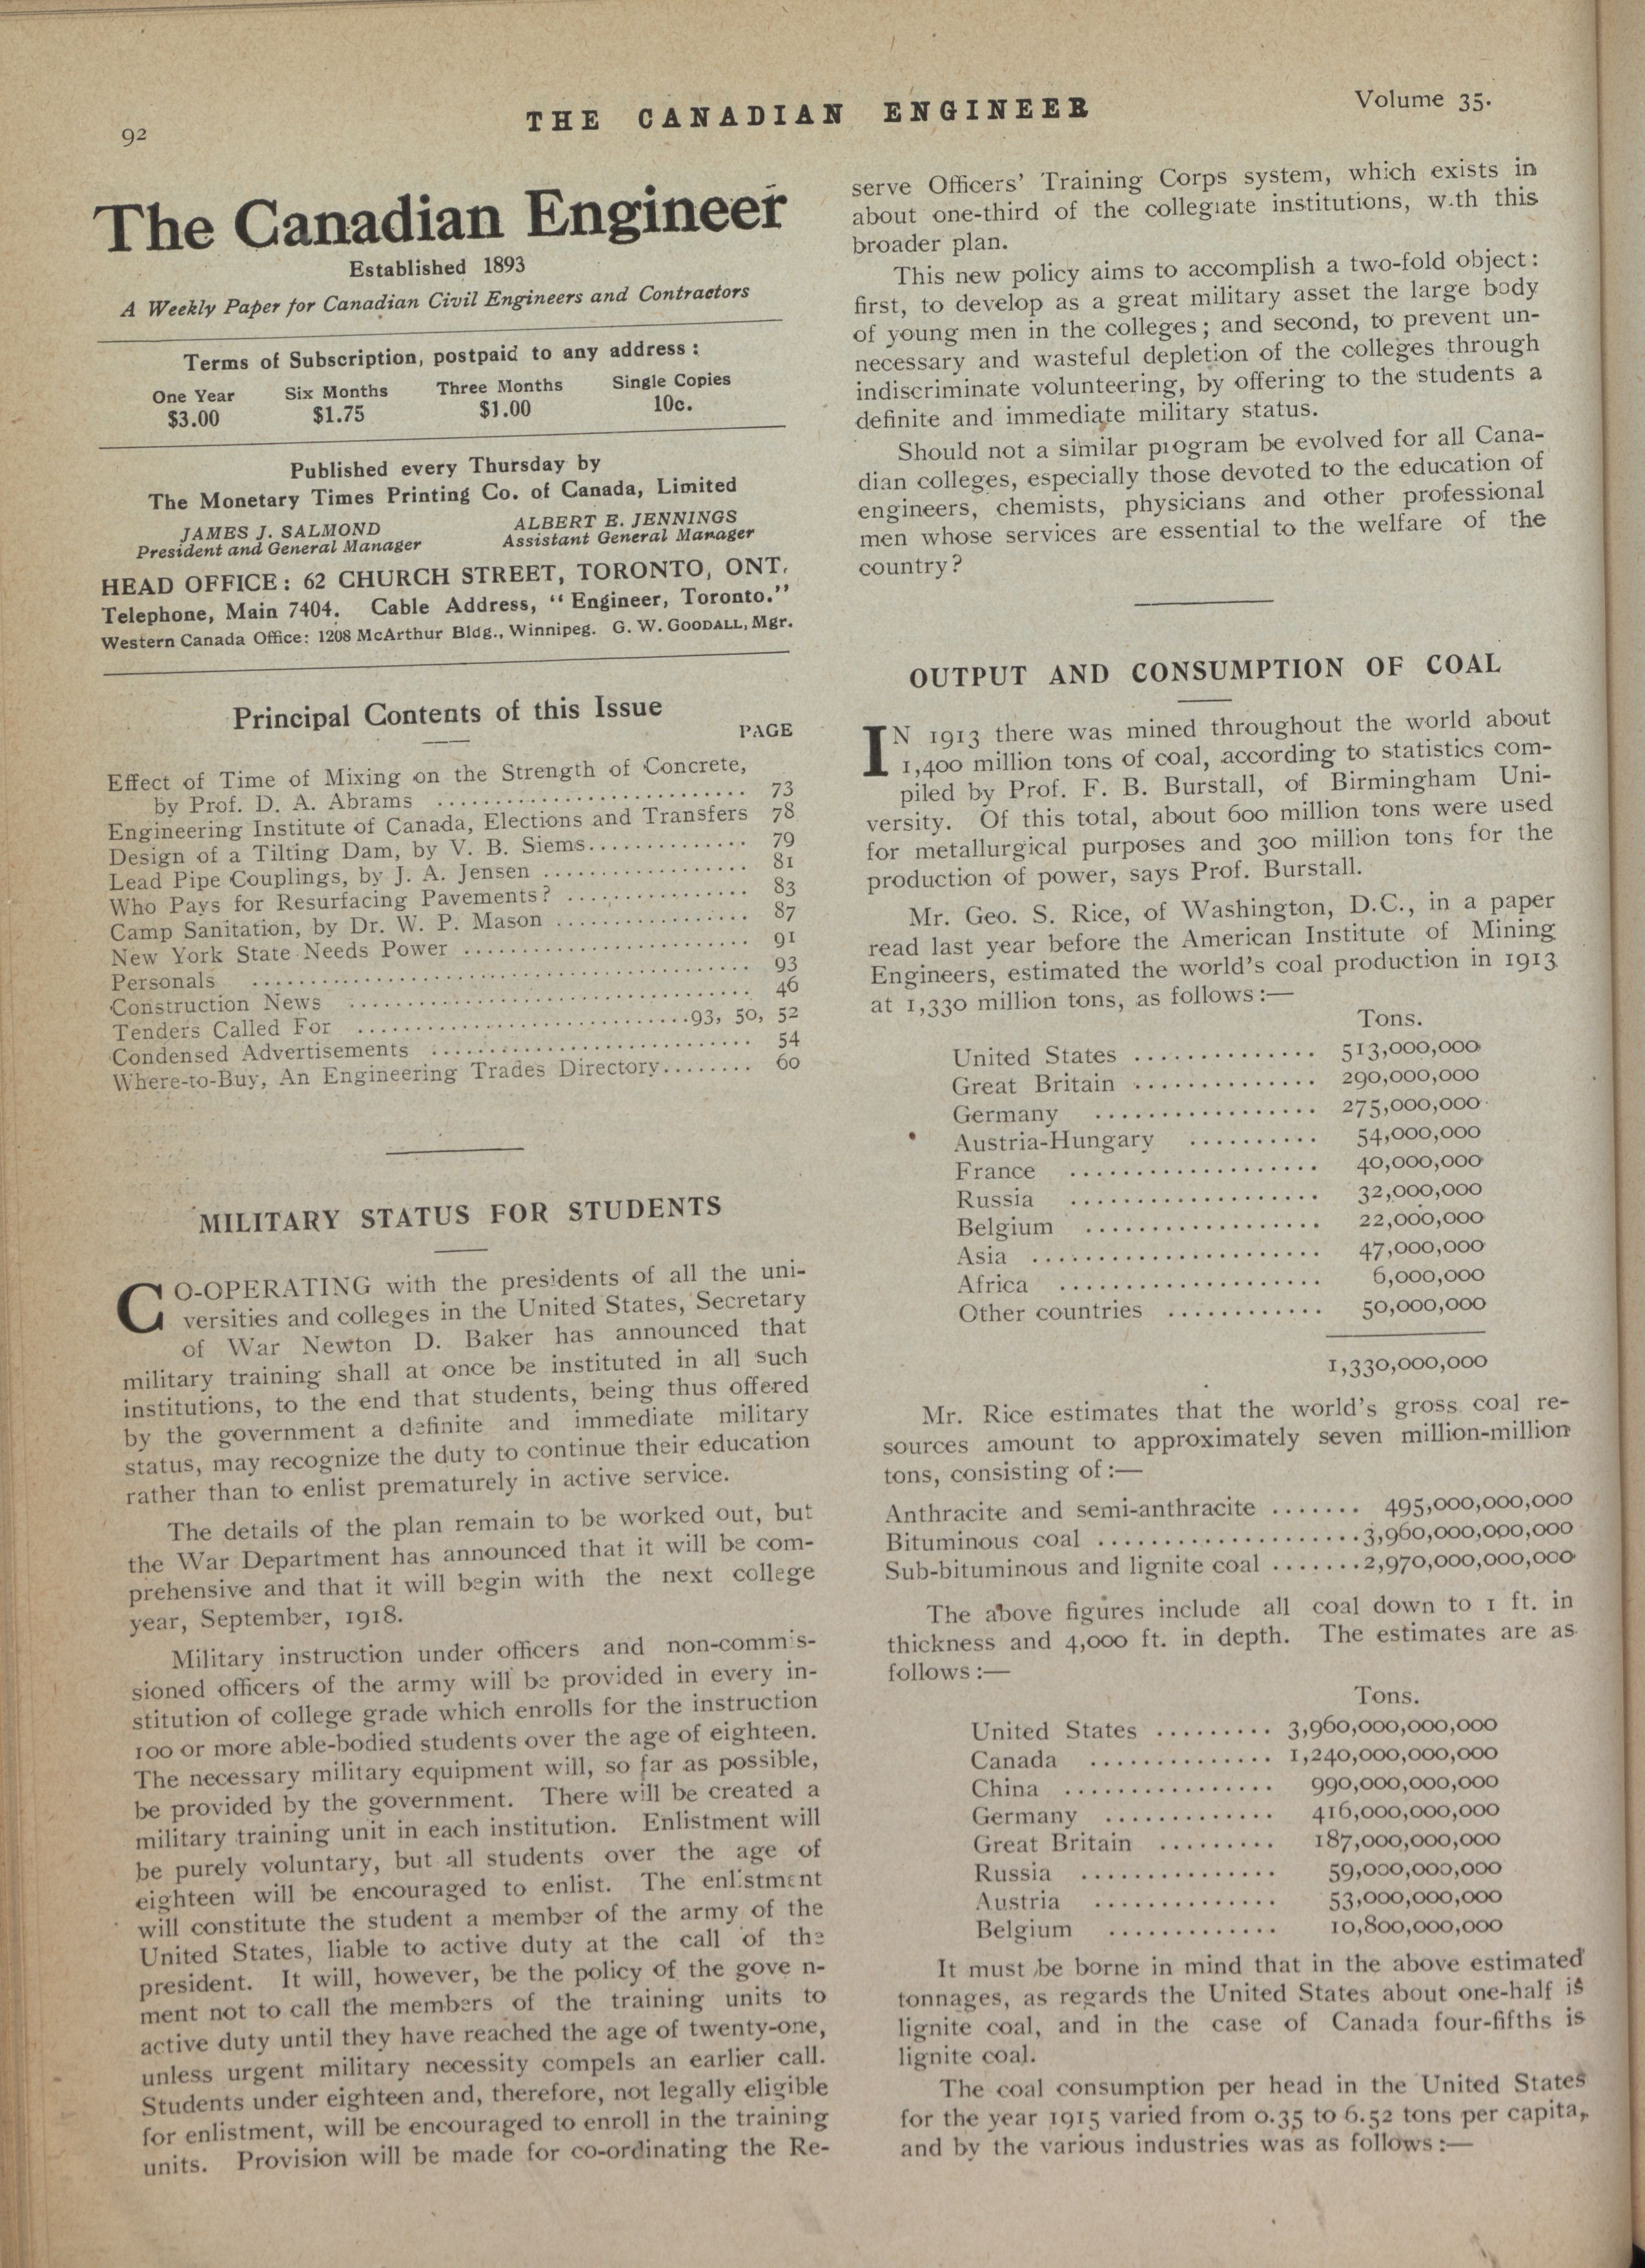 92
THE CANADIAN ENGINEER
Volume 35.
The Canadian Engineer
Established 1893
A Weekly Paper for Canadian Civil Engineers and Contractors
Terms of Subscription, postpaid to any address :
One Year Six Months Three Months Single Copies
$3.00 $1.75 $1.00 10c.
Published every Thursday by
The Monetary Times Printing Co. of Canada, Limited
JAMES J. SALMOND ALBERT E. JENNINGS
President and General Manager Assistant General Manager
HEAD OFFICE: 62 CHURCH STREET, TORONTO, ONT.
Telephone, Main 7404. Cable Address, "Engineer, Toronto."
Western Canada Office: 1208 McArthur Bldg., Winnipeg. G. W. GOODALL, Mgr.
Principal Contents of this Issue
PAGE
Effect of Time of Mixing on the Strength of Concrete,
by Prof. D. A. Abrams .......................... 73
Engineering Institute of Canada, Elections and Transfers 78
Design of a Tilting Dam, by V. B. Siems.............. 79
Lead Pipe Couplings, by J. A. Jensen .................. 81
Who Pays for Resurfacing Pavements? ................ 83
Camp Sanitation, by Dr. W. P. Mason ................. 87
New York State Needs Power ......................... 91
Personals ........................................... 93
Construction News ................................... 46
Tenders Called For .............................93, 50, 52
Condensed Advertisements ............................ 54
Where-to-Buy, An Engineering Trades Directory........ 60
MILITARY STATUS FOR STUDENTS
CO-OPERATING with the presidents of all the uni-
versities and colleges in the United States, Secretary
of War Newton D. Baker has announced that
military training shall at once be instituted in all such
institutions, to the end that students, being thus offered
by the government a definite and immediate military
status, may recognize the duty to continue their education
rather than to enlist prematurely in active service.
The details of the plan remain to be worked out, but
the War Department has announced that it will be com-
prehensive and that it will begin with the next college
year, September, 1918.
Military instruction under officers and non-commis-
sioned officers of the army will be provided in every in-
stitution of college grade which enrolls for the instruction
100 or more able-bodied students over the age of eighteen.
The necessary military equipment will, so far as possible,
be provided by the government. There will be created a
military training unit in each institution. Enlistment will
be purely voluntary, but all students over the age of
eighteen will be encouraged to enlist. The enlistment
will constitute the student a member of the army of the
United States, liable to active duty at the call of the
president. It will, however, be the policy of the gove n-
ment not to call the members of the training units to
active duty until they have reached the age of twenty-one,
unless urgent military necessity compels an earlier call.
Students under eighteen and, therefore, not legally eligible
for enlistment, will be encouraged to enroll in the training
units. Provision will be made for co-ordinating the Re-
serve Officers' Training Corps system, which exists in
about one-third of the collegiate institutions, w.th this
broader plan.
This new policy aims to accomplish a two-fold object:
first, to develop as a great military asset the large body
of young men in the colleges; and second, to prevent un-
necessary and wasteful depletion of the colleges through
indiscriminate volunteering, by offering to the students a
definite and immediate military status.
Should not a similar program be evolved for all Cana-
dian colleges, especially those devoted to the education of
engineers, chemists, physicians and other professional
men whose services are essential to the welfare of the
country?
OUTPUT AND CONSUMPTION OF COAL
IN 1913 there was mined throughout the world about
1,400 million tons of coal, according to statistics com-
piled by Prof. F. B. Burstall, of Birmingham Uni-
versity. Of this total, about 600 million tons were used
for metallurgical purposes and 300 million tons for the
production of power, says Prof. Burstall.
Mr. Geo. S. Rice, of Washington, D.C., in a paper
read last year before the American Institute of Mining
Engineers, estimated the world's coal production in 1913
at 1,330 million tons, as follows:—
Tons.
United States .............. 513,000,000
Great Britain .............. 290,000,000
Germany ................. 275,000,000
Austria-Hungary .......... 54,000,000
France ................... 40,000,000
Russia ................... 32,000,000
Belgium .................. 22,000,000
Asia ...................... 47,000,000
Africa .................... 6,000,000
Other countries ............ 50,000,000
1,330,000,000
Mr. Rice estimates that the world's gross coal re-
sources amount to approximately seven million-million
tons, consisting of:—
Anthracite and semi-anthracite ....... 495,000,000,000
Bituminous coal ....................3,960,000,000,000
Sub-bituminous and lignite coal .......2,970,000,000,000
The above figures include all coal down to 1 ft. in
thickness and 4,000 ft. in depth. The estimates are as
follows:—
Tons.
United States ......... 3,960,000,000,000
Canada .............. 1,240,000,000,000
China ................ 990,000,000,000
Germany ............. 416,000,000,000
Great Britain ......... 187,000,000,000
Russia ............... 59,000,000,000
Austria .............. 53,000,000,000
Belgium ............. 10,800,000,000
It must be borne in mind that in the above estimated
tonnages, as regards the United States about one-half is
lignite coal, and in the case of Canada four-fifths is
lignite coal.
The coal consumption per head in the United States
for the year 1915 varied from 0.35 to 6.52 tons per capita,
and by the various industries was as follows:—